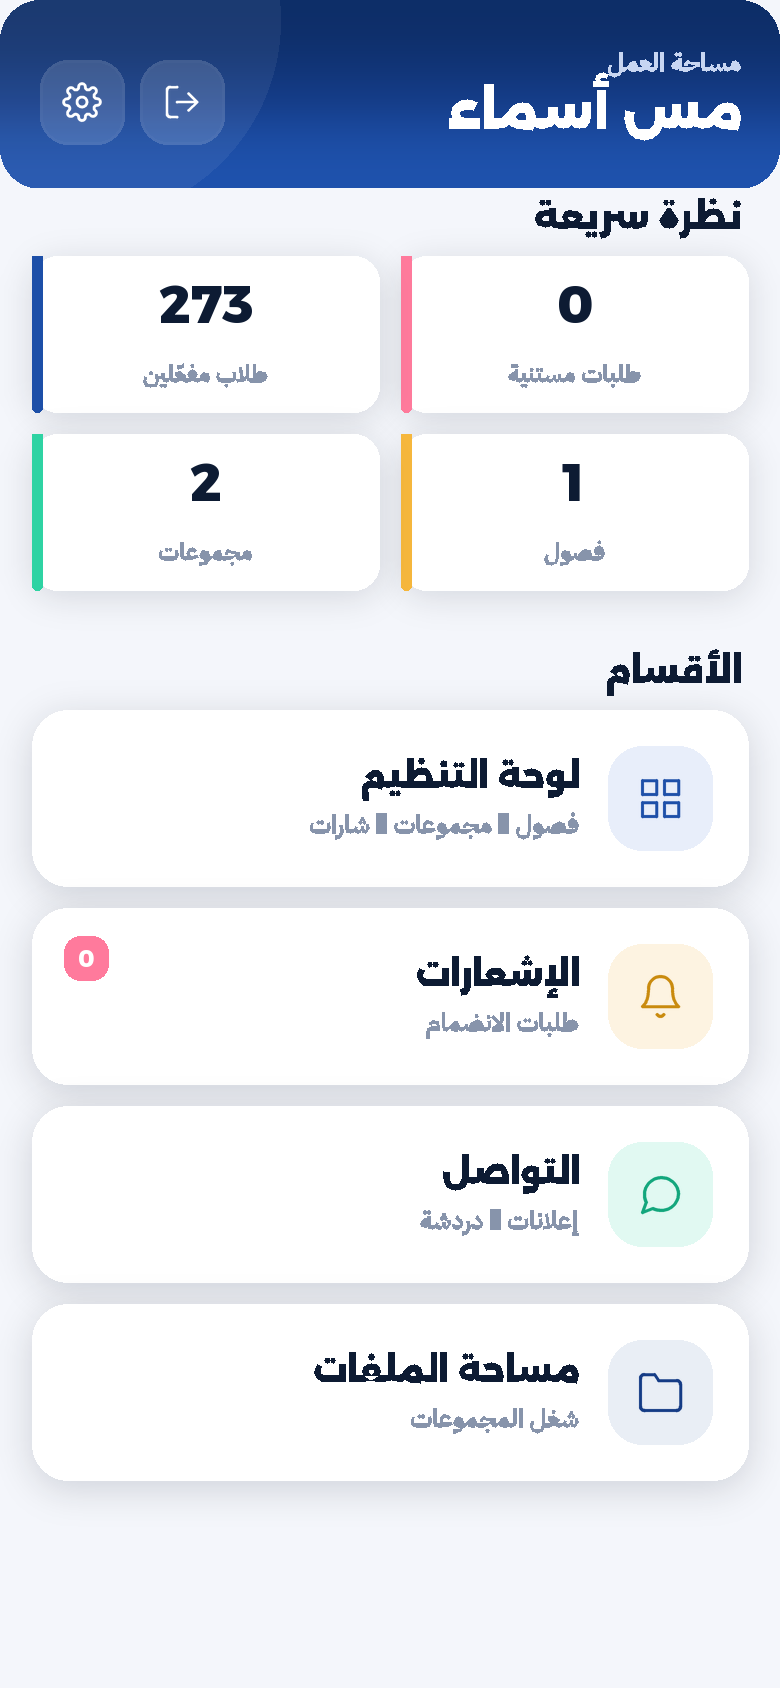 مساحة العمل
مس أسماء
نظرة سريعة
0
طلبات مستنية
273
طلاب مفعّلين
1
فصول
2
مجموعات
الأقسام
لوحة التنظيم
فصول ▮ مجموعات ▮ شارات
الإشعارات
0
طلبات الانضمام
التواصل
إعلانات ▮ دردشة
مساحة الملفات
شغل المجموعات